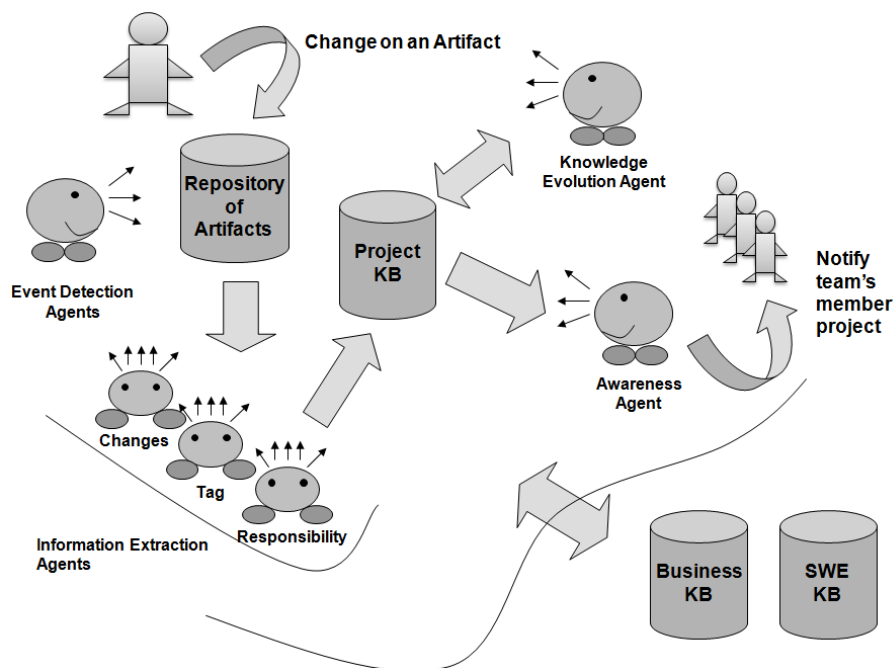 Change on an Artifact
Repository
of
Artifacts
Knowledge
Evolution Agent
Project
KB
Event Detection
Agents
Notify
team's
member
project
Awareness
Agent
Changes
Tag
Responsibility
Information Extraction
Agents
Business
KB
SWE
KB